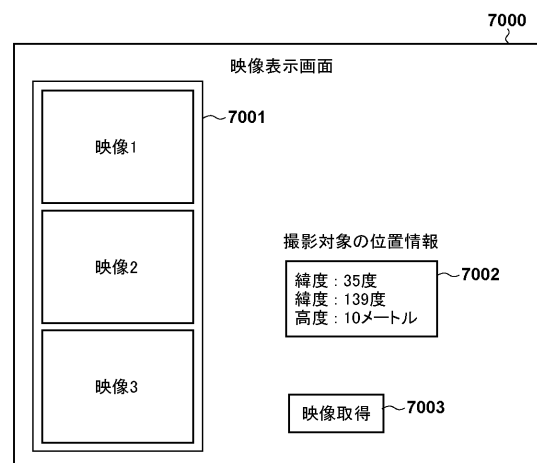 7000
映像表示画面
7001
映像1
映像2
映像3
撮影対象の位置情報
7002
緯度：35度
緯度：139度
高度：10メートル
映像取得
7003